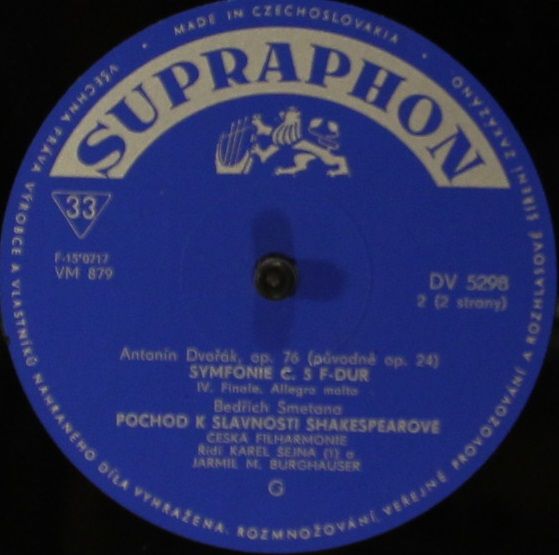 MADE IN CZECHOSLOVAKIA
SUPRAPHON
33
F-15'0717
VM 879
DV 5298
2 (2 strany)
Antonín Dvořák, op. 76 (původně op. 24)
SYMFONIE Č. 5 F-DUR
IV. Finale. Allegro molto
Bedřich Smetana
POCHOD K SLAVNOSTI SHAKESPEAROVĚ
ČESKÁ FILHARMONIE
Řídí KAREL ŠEJNA (1) a
JARMIL M. BURGHAUSER
G
VŠECHNA PRÁVA VÝROBCE A VLASTNÍKŮ NAHRANÉHO DÍLA VYHRAŽENA. ROZMNOŽOVÁNÍ, VEŘEJNÉ PROVOZOVÁNÍ A ROZHLASOVÉ ŠÍŘENÍ ZAKÁZÁNO